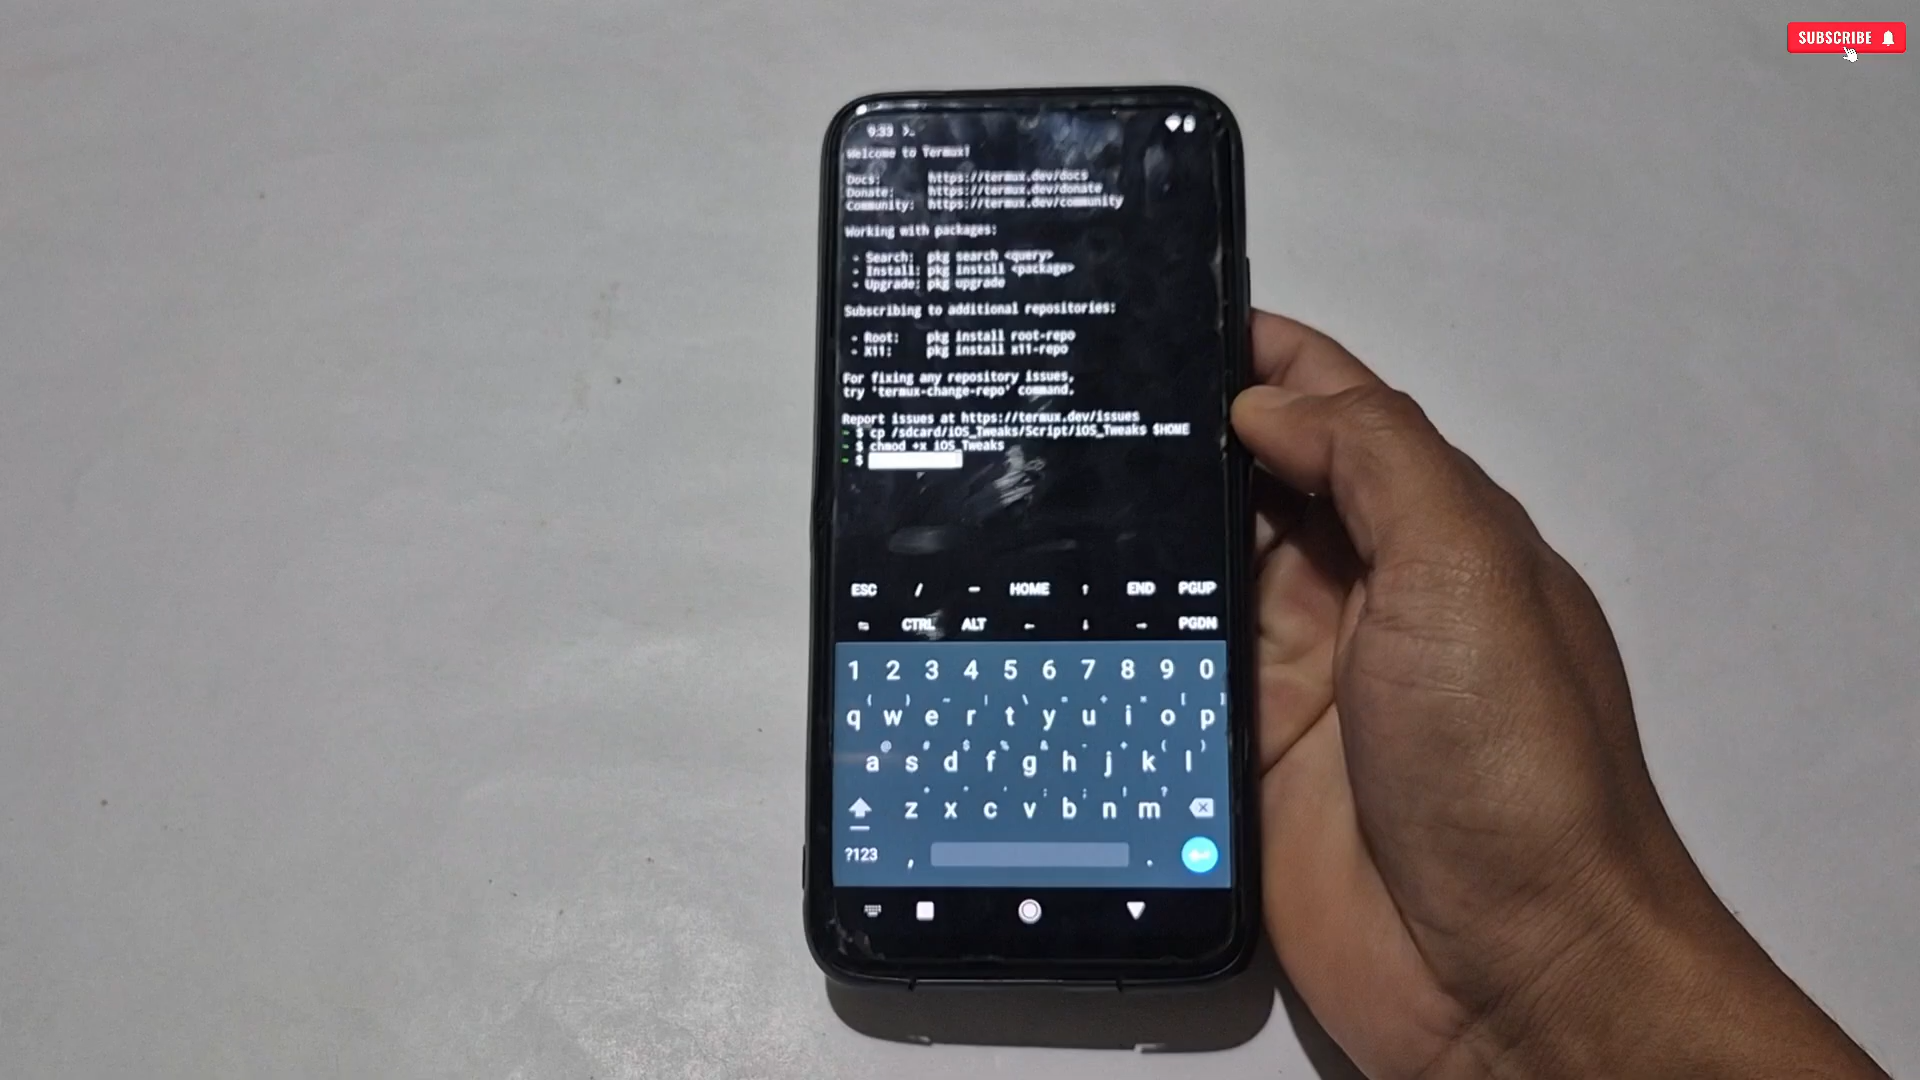 SUBSCRIBE
9:33
Welcome to Termux!
Docs: https://termux.dev/docs
Donate: https://termux.dev/donate
Community: https://termux.dev/community
Working with packages:
- Search: pkg search <query>
- Install: pkg install <package>
- Upgrade: pkg upgrade
Subscribing to additional repositories:
- Root: pkg install root-repo
- X11: pkg install x11-repo
For fixing any repository issues,
try 'termux-change-repo' command.
Report issues at https://termux.dev/issues
~ $ cp /sdcard/iOS_Tweaks/Script/iOS_Tweaks $HOME
~ $ chmod +x iOS_Tweaks
~ $
ESC / – HOME ↑ END PGUP
CTRL ALT ← ↓ → PGDN
1 2 3 4 5 6 7 8 9 0
q w e r t y u i o p
a s d f g h j k l
z x c v b n m
?123 , .